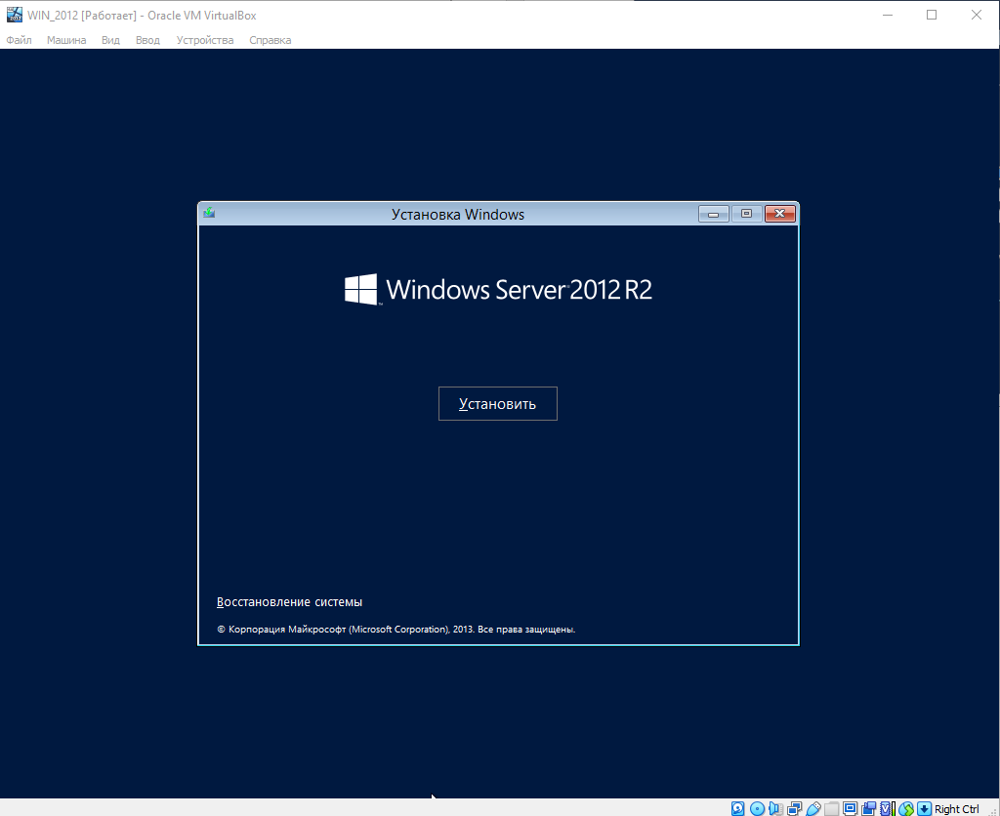 WIN_2012 [Работает] - Oracle VM VirtualBox
Файл Машина Вид Ввод Устройства Справка
Установка Windows
Windows Server 2012 R2
Установить
Восстановление системы
© Корпорация Майкрософт (Microsoft Corporation), 2013. Все права защищены.
Right Ctrl